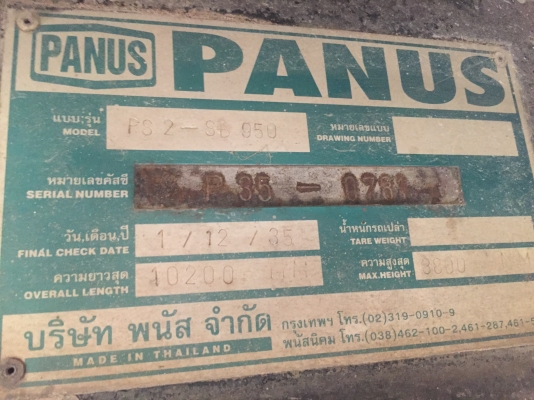 PANUS PANUS
แบบ;รุ่น หมายเลขแบบ
MODEL PS 2-SL 950 DRAWING NUMBER
หมายเลขคัสซี
SERIAL NUMBER
วัน,เดือน,ปี 1/12/35 น้ำหนักรถเปล่า
FINAL CHECK DATE TARE WEIGHT
ความยาวสุด 10200 ความสูงสุด
OVERALL LENGTH MAX.HEIGHT
บริษัท พนัส จำกัด กรุงเทพฯ โทร.(02)319-0910-9
MADE IN THAILAND พนัสนิคม โทร.(038)462-100-2,461-287,461-